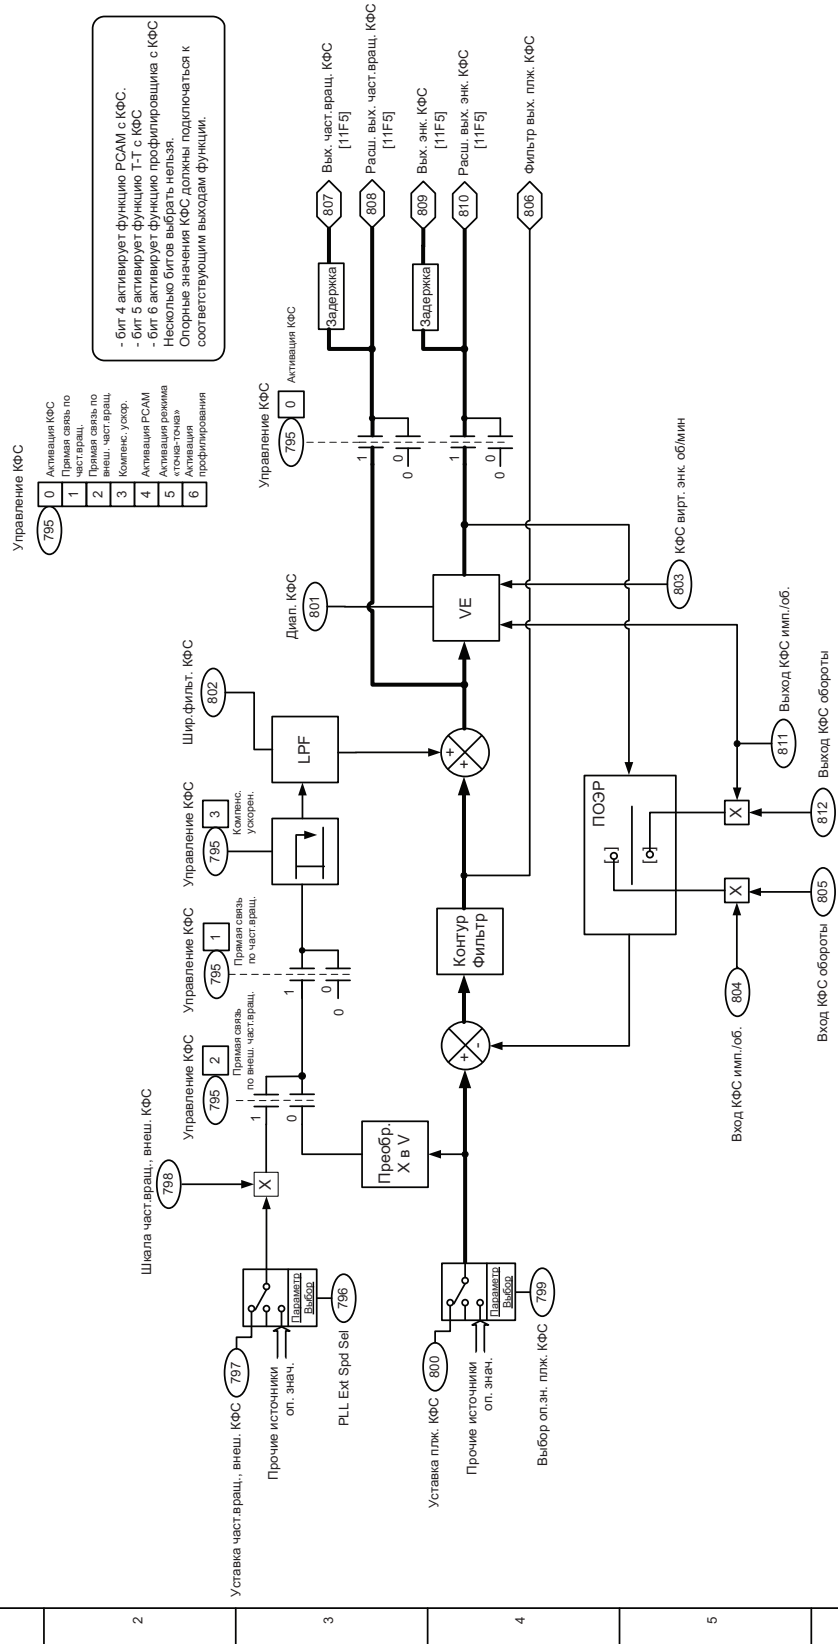 Управление КФС
795
0 Активация КФС
1 Прямая связь по
част.вращ.
2 Прямая связь по
внеш. част.вращ.
3 Компенс. ускор.
4 Активация PCAM
5 Активация режима
«точка-точка»
6 Активация
профилирования
- бит 4 активирует функцию PCAM с КФС.
- бит 5 активирует функцию Т-Т с КФС
- бит 6 активирует функцию профилировщика с КФС
Несколько битов выбрать нельзя.
Опорные значения КФС должны подключаться к
соответствующим выходам функции.
Шкала част.вращ., внеш. КФС
798
Уставка част.вращ., внеш. КФС
797
Прочие источники
оп. знач.
Параметр
Выбор
796
PLL Ext Spd Sel
X
Управление КФС
795
2
Прямая связь
по внеш. част.вращ.
1
0
Управление КФС
795
1
Прямая связь
по част.вращ.
1
0
0
Управление КФС
795
3
Компенс.
ускорен.
Шир.фильт. КФС
802
LPF
Диап. КФС
801
Управление КФС
795
0
Активация КФС
1
0
0
1
0
0
Задержка
807
Вых. част.вращ. КФС
[11F5]
808
Расш. вых. част.вращ. КФС
[11F5]
Задержка
809
Вых. энк. КФС
[11F5]
810
Расш. вых. энк. КФС
[11F5]
806
Фильтр вых. плж. КФС
Уставка плж. КФС
800
Прочие источники
оп. знач.
Параметр
Выбор
799
Выбор оп.зн. плж. КФС
Преобр.
X в V
+
-
Контур
Фильтр
+
+
VE
803
КФС вирт. энк. об/мин
ПОЭР
[ ]
[ ]
X
X
804
Вход КФС имп./об.
805
Вход КФС обороты
811
Выход КФС имп./об.
812
Выход КФС обороты
2
3
4
5